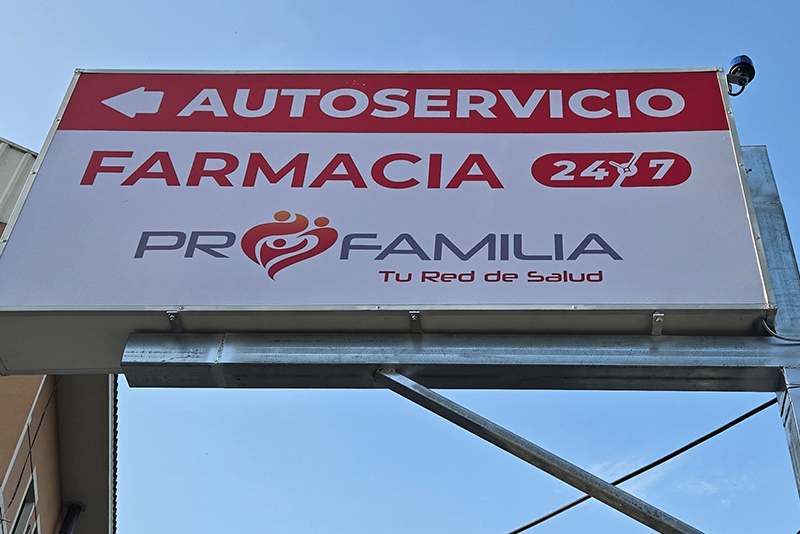 AUTOSERVICIO
FARMACIA 24/7
PROFAMILIA
Tu Red de Salud